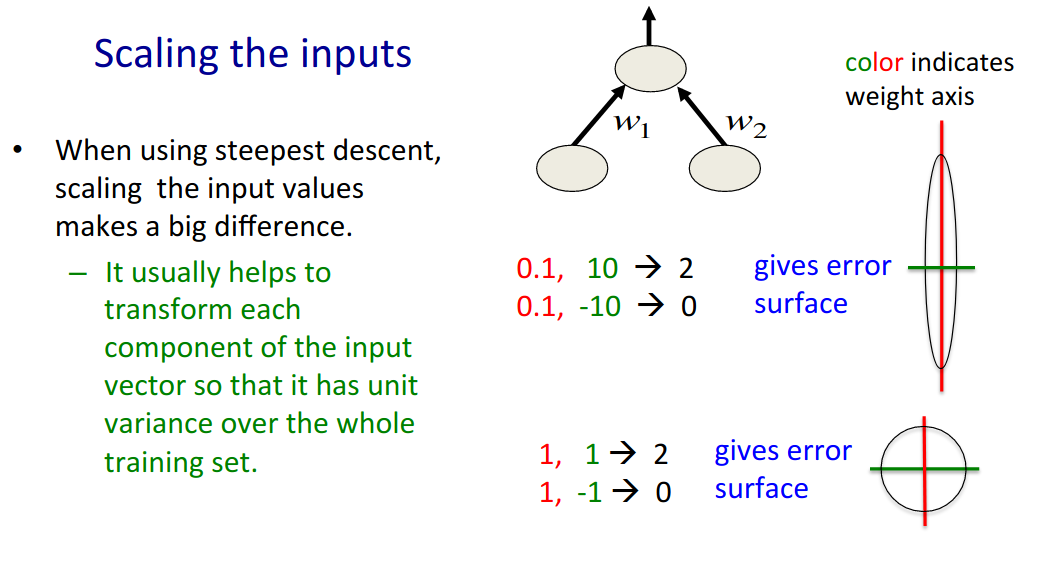 Scaling the inputs
• When using steepest descent,
scaling the input values
makes a big difference.
– It usually helps to
transform each
component of the input
vector so that it has unit
variance over the whole
training set.
w1 w2
color indicates
weight axis
0.1, 10 → 2 gives error
0.1, -10 → 0 surface
1, 1 → 2 gives error
1, -1 → 0 surface